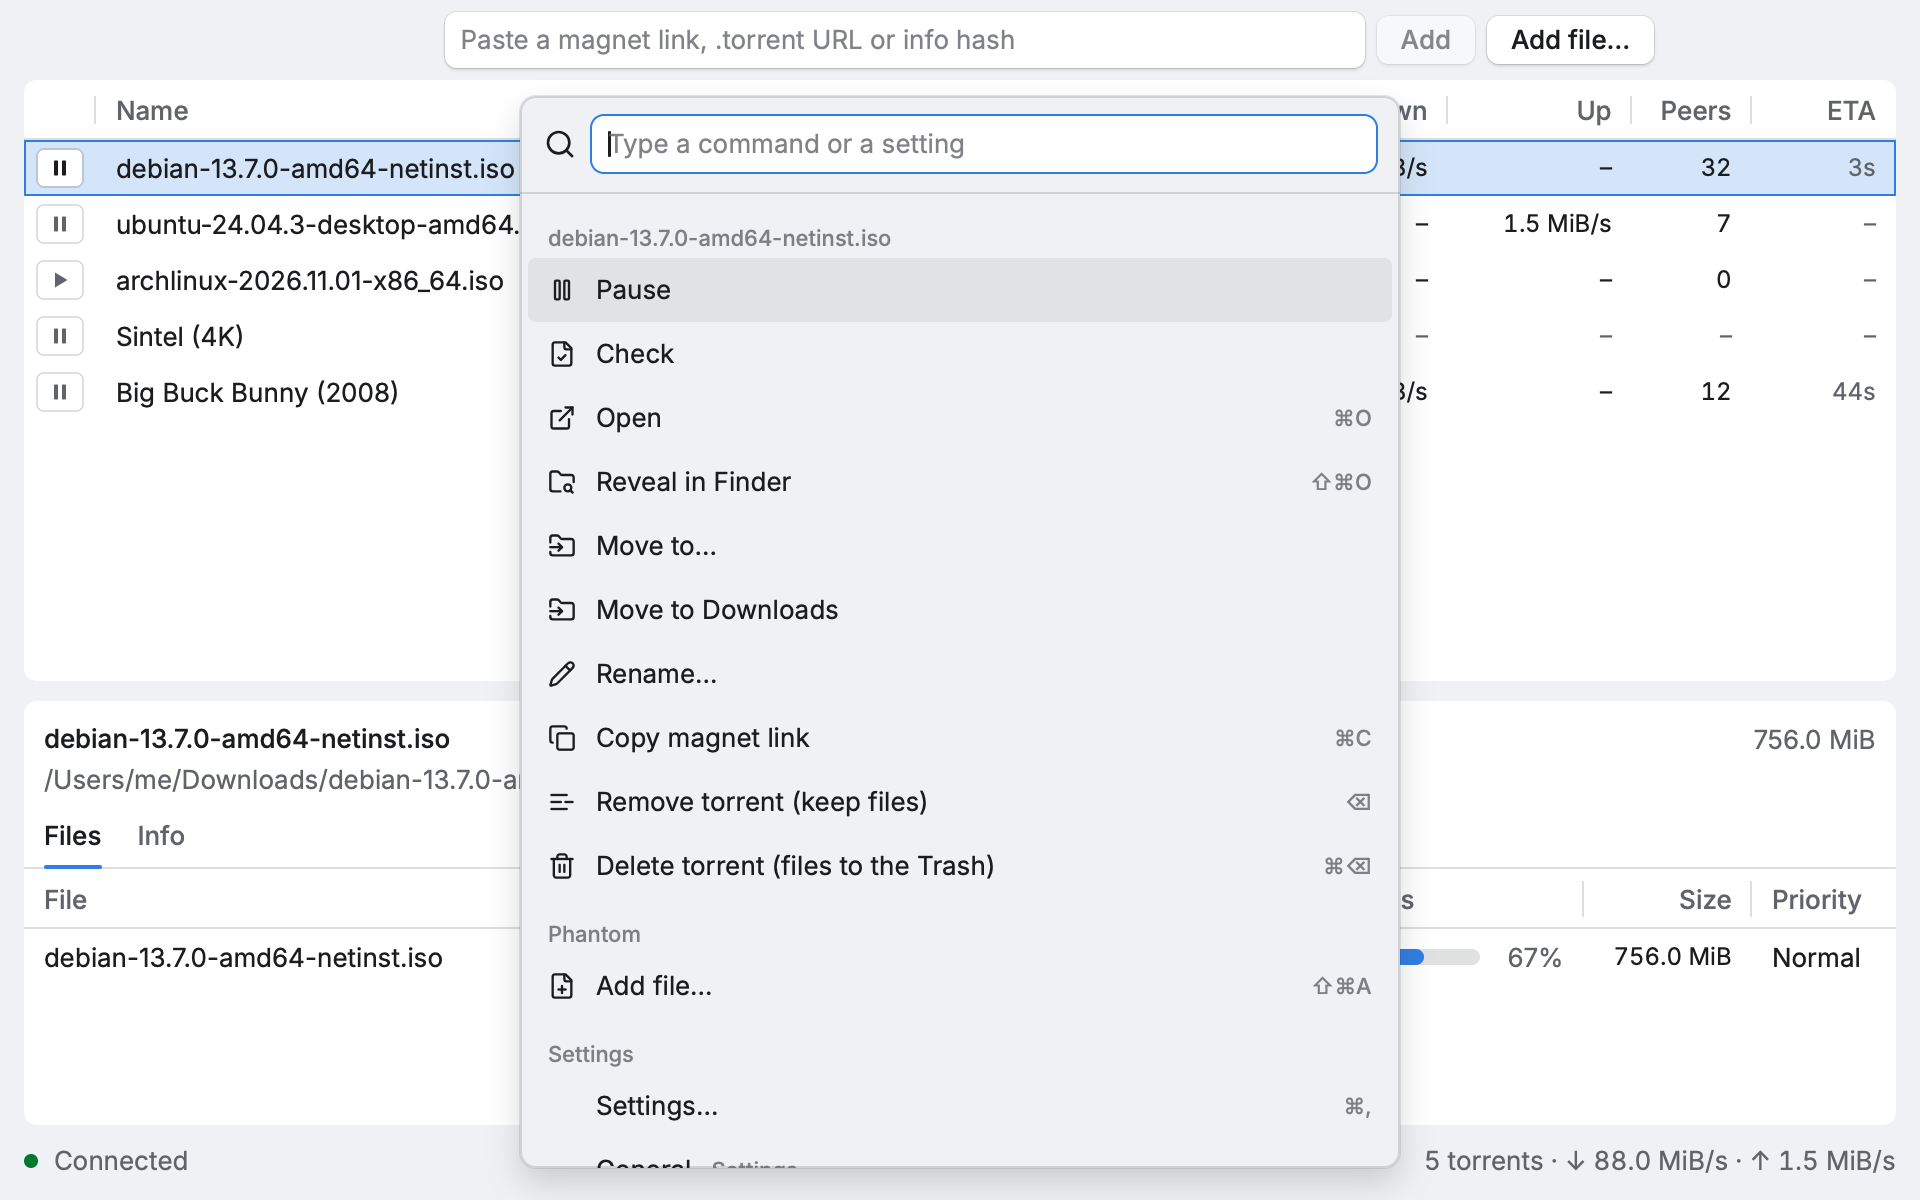 Paste a magnet link, .torrent URL or info hash
Add
Add file...
Name
Up
Peers
ETA
Type a command or a setting
debian-13.7.0-amd64-netinst.iso
–
32
3s
ubuntu-24.04.3-desktop-amd64.
–
1.5 MiB/s
7
–
archlinux-2026.11.01-x86_64.iso
–
–
0
–
Sintel (4K)
–
–
–
–
Big Buck Bunny (2008)
–
12
44s
debian-13.7.0-amd64-netinst.iso
Pause
Check
Open ⌘O
Reveal in Finder ⇧⌘O
Move to...
Move to Downloads
Rename...
Copy magnet link ⌘C
Remove torrent (keep files) ⌫
Delete torrent (files to the Trash) ⌘⌫
Phantom
Add file... ⇧⌘A
Settings
Settings... ⌘,
General Settings
debian-13.7.0-amd64-netinst.iso
756.0 MiB
/Users/me/Downloads/debian-13.7.0-a
Files
Info
File
Size
Priority
debian-13.7.0-amd64-netinst.iso
67%
756.0 MiB
Normal
Connected
5 torrents · ↓ 88.0 MiB/s · ↑ 1.5 MiB/s